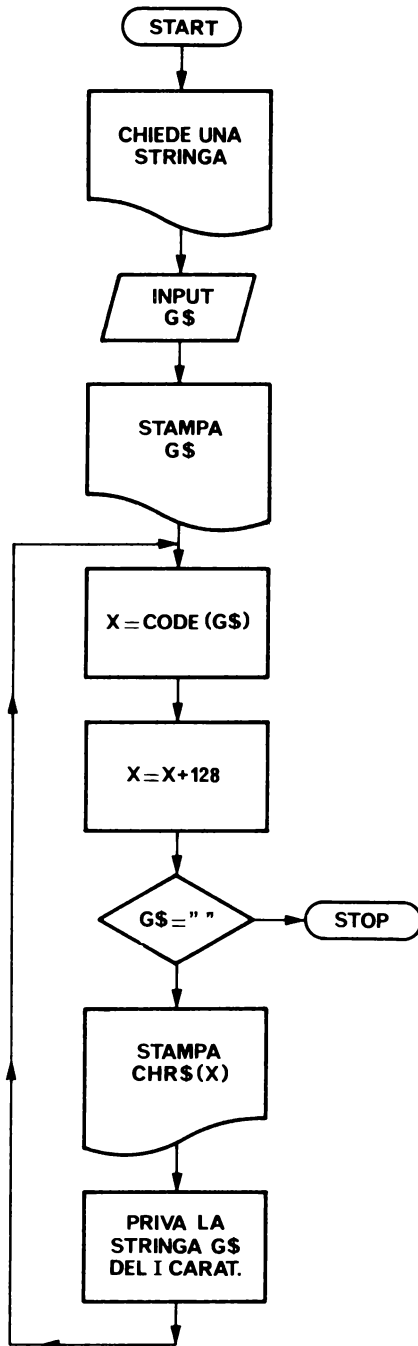 START
CHIEDE UNA
STRINGA
INPUT
G$
STAMPA
G$
X=CODE(G$)
X=X+128
G$=" "
STOP
STAMPA
CHR$(X)
PRIVA LA
STRINGA G$
DEL I CARAT.